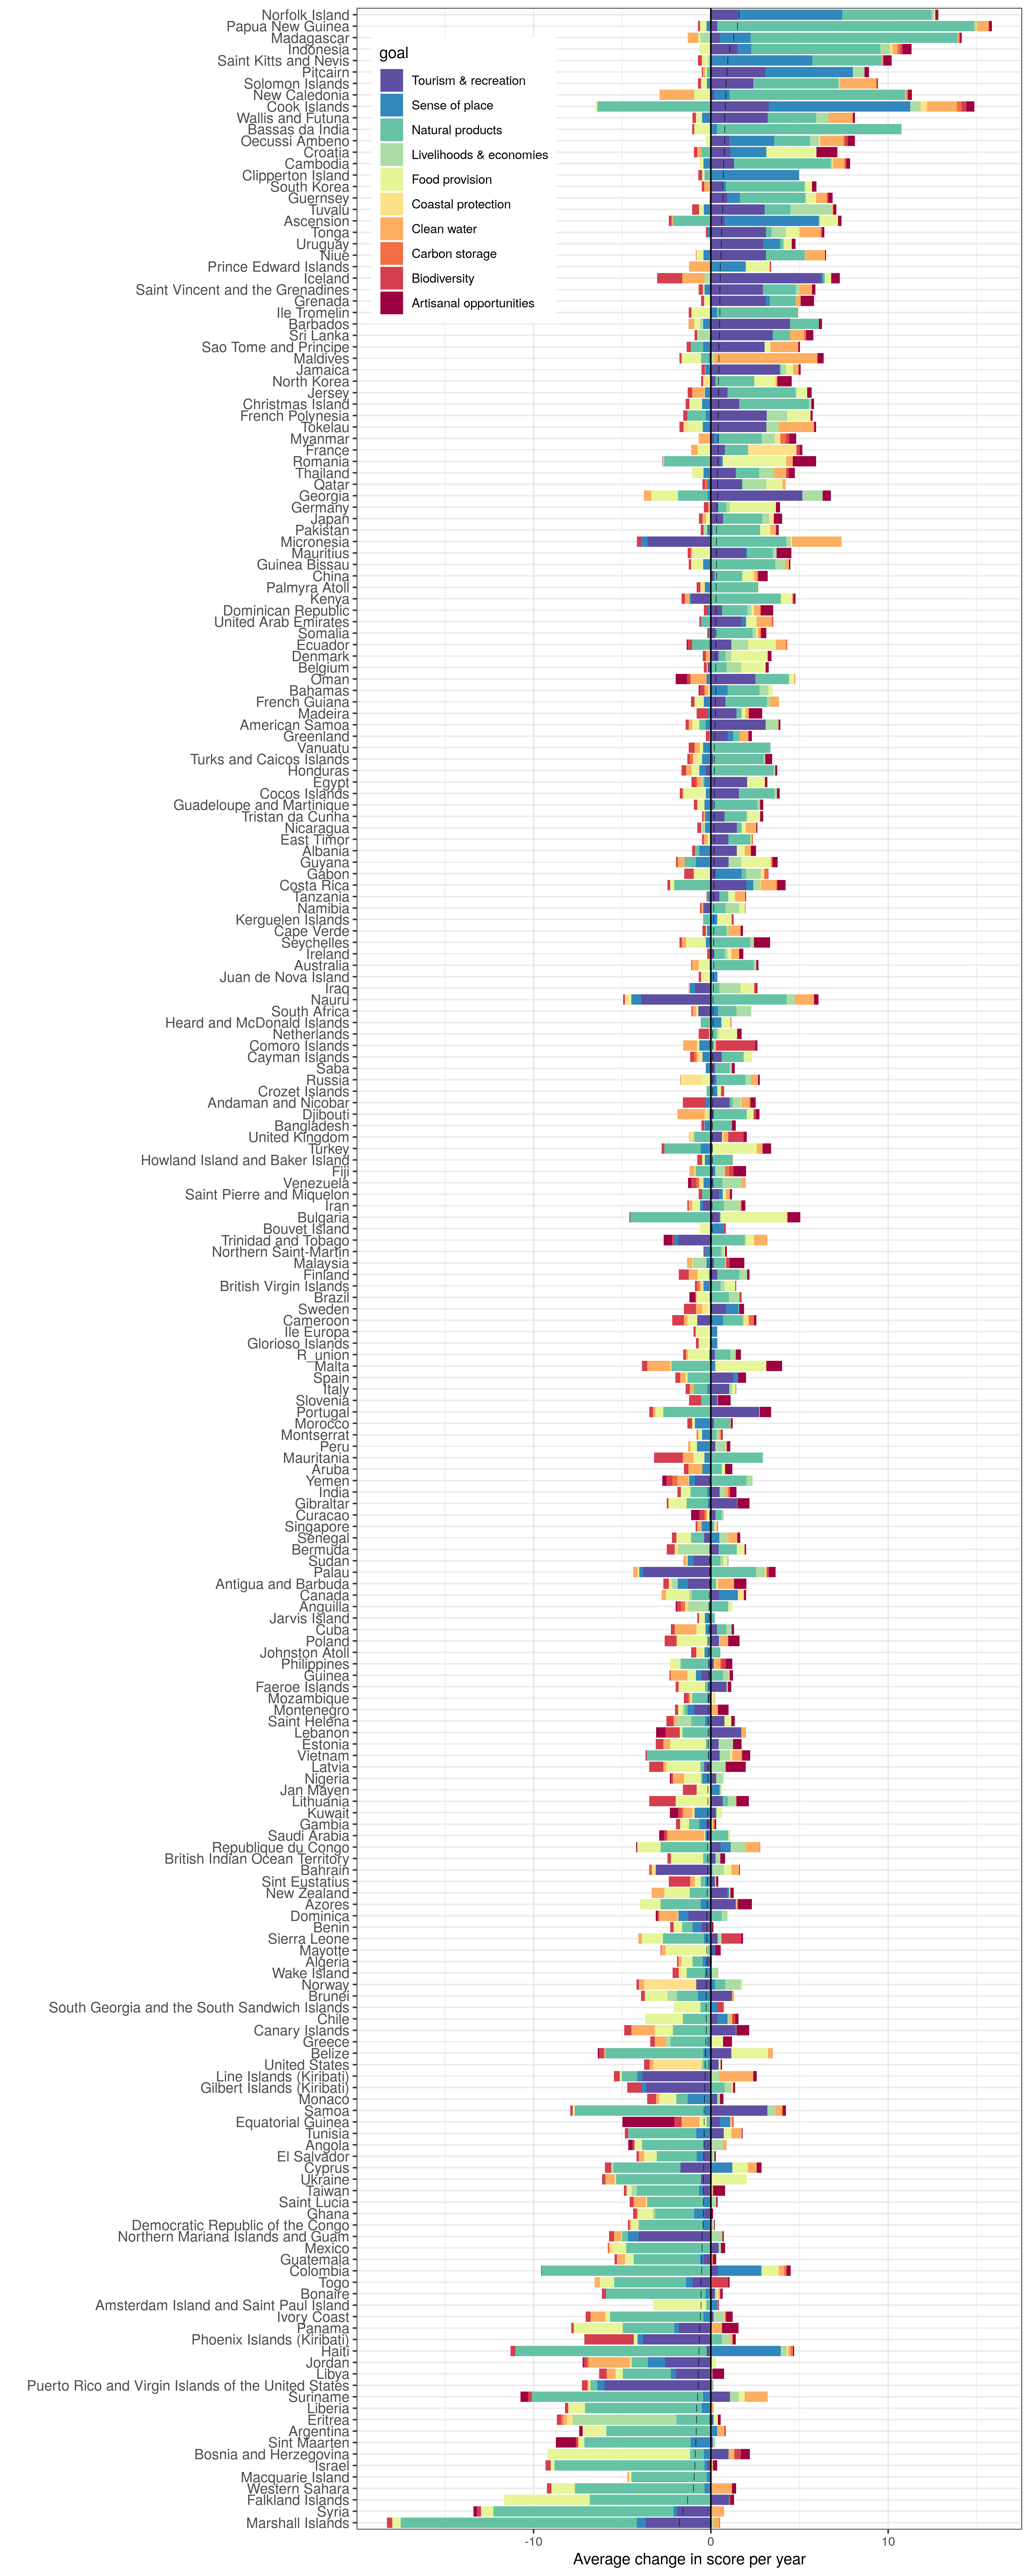 Norfolk Island
Papua New Guinea
Madagascar
Indonesia
Saint Kitts and Nevis
Pitcairn
Solomon Islands
New Caledonia
Cook Islands
Wallis and Futuna
Bassas da India
Oecussi Ambeno
Croatia
Cambodia
Clipperton Island
South Korea
Guernsey
Tuvalu
Ascension
Tonga
Uruguay
Niue
Prince Edward Islands
Iceland
Saint Vincent and the Grenadines
Grenada
Ile Tromelin
Barbados
Sri Lanka
Sao Tome and Principe
Maldives
Jamaica
North Korea
Jersey
Christmas Island
French Polynesia
Tokelau
Myanmar
France
Romania
Thailand
Qatar
Georgia
Germany
Japan
Pakistan
Micronesia
Mauritius
Guinea Bissau
China
Palmyra Atoll
Kenya
Dominican Republic
United Arab Emirates
Somalia
Ecuador
Denmark
Belgium
Oman
Bahamas
French Guiana
Madeira
American Samoa
Greenland
Vanuatu
Turks and Caicos Islands
Honduras
Egypt
Cocos Islands
Guadeloupe and Martinique
Tristan da Cunha
Nicaragua
East Timor
Albania
Guyana
Gabon
Costa Rica
Tanzania
Namibia
Kerguelen Islands
Cape Verde
Seychelles
Ireland
Australia
Juan de Nova Island
Iraq
Nauru
South Africa
Heard and McDonald Islands
Netherlands
Comoro Islands
Cayman Islands
Saba
Russia
Crozet Islands
Andaman and Nicobar
Djibouti
Bangladesh
United Kingdom
Turkey
Howland Island and Baker Island
Fiji
Venezuela
Saint Pierre and Miquelon
Iran
Bulgaria
Bouvet Island
Trinidad and Tobago
Northern Saint-Martin
Malaysia
Finland
British Virgin Islands
Brazil
Sweden
Cameroon
Ile Europa
Glorioso Islands
R_union
Malta
Spain
Italy
Slovenia
Portugal
Morocco
Montserrat
Peru
Mauritania
Aruba
Yemen
India
Gibraltar
Curacao
Singapore
Senegal
Bermuda
Sudan
Palau
Antigua and Barbuda
Canada
Anguilla
Jarvis Island
Cuba
Poland
Johnston Atoll
Philippines
Guinea
Faeroe Islands
Mozambique
Montenegro
Saint Helena
Lebanon
Estonia
Vietnam
Latvia
Nigeria
Jan Mayen
Lithuania
Kuwait
Gambia
Saudi Arabia
Republique du Congo
British Indian Ocean Territory
Bahrain
Sint Eustatius
New Zealand
Azores
Dominica
Benin
Sierra Leone
Mayotte
Algeria
Wake Island
Norway
Brunei
South Georgia and the South Sandwich Islands
Chile
Canary Islands
Greece
Belize
United States
Line Islands (Kiribati)
Gilbert Islands (Kiribati)
Monaco
Samoa
Equatorial Guinea
Tunisia
Angola
El Salvador
Cyprus
Ukraine
Taiwan
Saint Lucia
Ghana
Democratic Republic of the Congo
Northern Mariana Islands and Guam
Mexico
Guatemala
Colombia
Togo
Bonaire
Amsterdam Island and Saint Paul Island
Ivory Coast
Panama
Phoenix Islands (Kiribati)
Haiti
Jordan
Libya
Puerto Rico and Virgin Islands of the United States
Suriname
Liberia
Eritrea
Argentina
Sint Maarten
Bosnia and Herzegovina
Israel
Macquarie Island
Western Sahara
Falkland Islands
Syria
Marshall Islands
goal
Tourism & recreation
Sense of place
Natural products
Livelihoods & economies
Food provision
Coastal protection
Clean water
Carbon storage
Biodiversity
Artisanal opportunities
-10 0 10
Average change in score per year